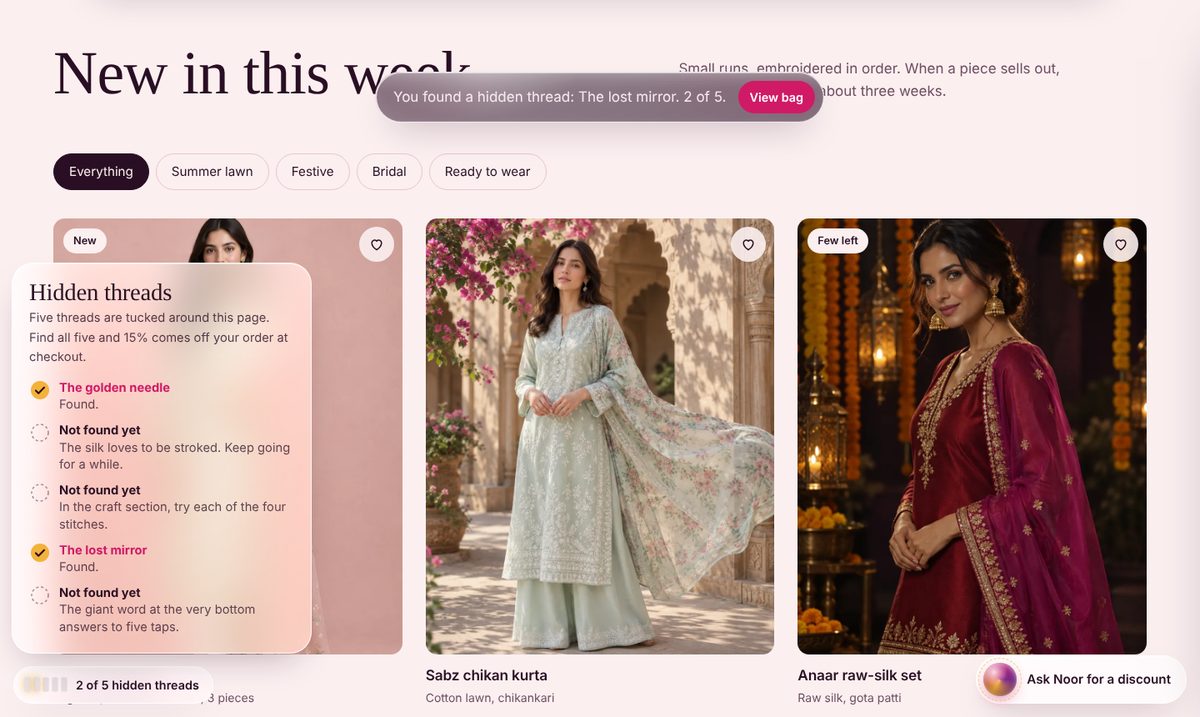 New in this week
Small runs, embroidered in order. When a piece sells out,
about three weeks.
You found a hidden thread: The lost mirror. 2 of 5.
View bag
Everything
Summer lawn
Festive
Bridal
Ready to wear
New
Few left
Hidden threads
Five threads are tucked around this page.
Find all five and 15% comes off your order at
checkout.
The golden needle
Found.
Not found yet
The silk loves to be stroked. Keep going
for a while.
Not found yet
In the craft section, try each of the four
stitches.
The lost mirror
Found.
Not found yet
The giant word at the very bottom
answers to five taps.
2 of 5 hidden threads
pieces
Sabz chikan kurta
Cotton lawn, chikankari
Anaar raw-silk set
Raw silk, gota patti
Ask Noor for a discount